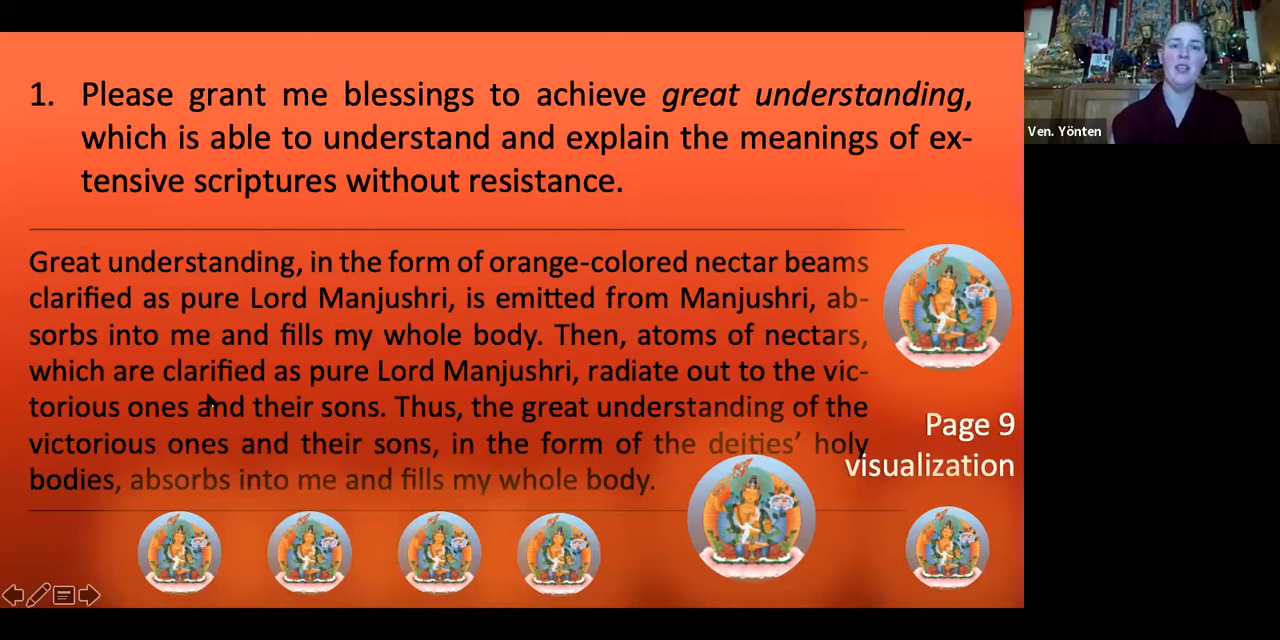 1. Please grant me blessings to achieve great understanding,
which is able to understand and explain the meanings of ex-
tensive scriptures without resistance.
Great understanding, in the form of orange-colored nectar beams
clarified as pure Lord Manjushri, is emitted from Manjushri, ab-
sorbs into me and fills my whole body. Then, atoms of nectars,
which are clarified as pure Lord Manjushri, radiate out to the vic-
torious ones and their sons. Thus, the great understanding of the
victorious ones and their sons, in the form of the deities’ holy
bodies, absorbs into me and fills my whole body.
Page 9
visualization
Ven. Yönten